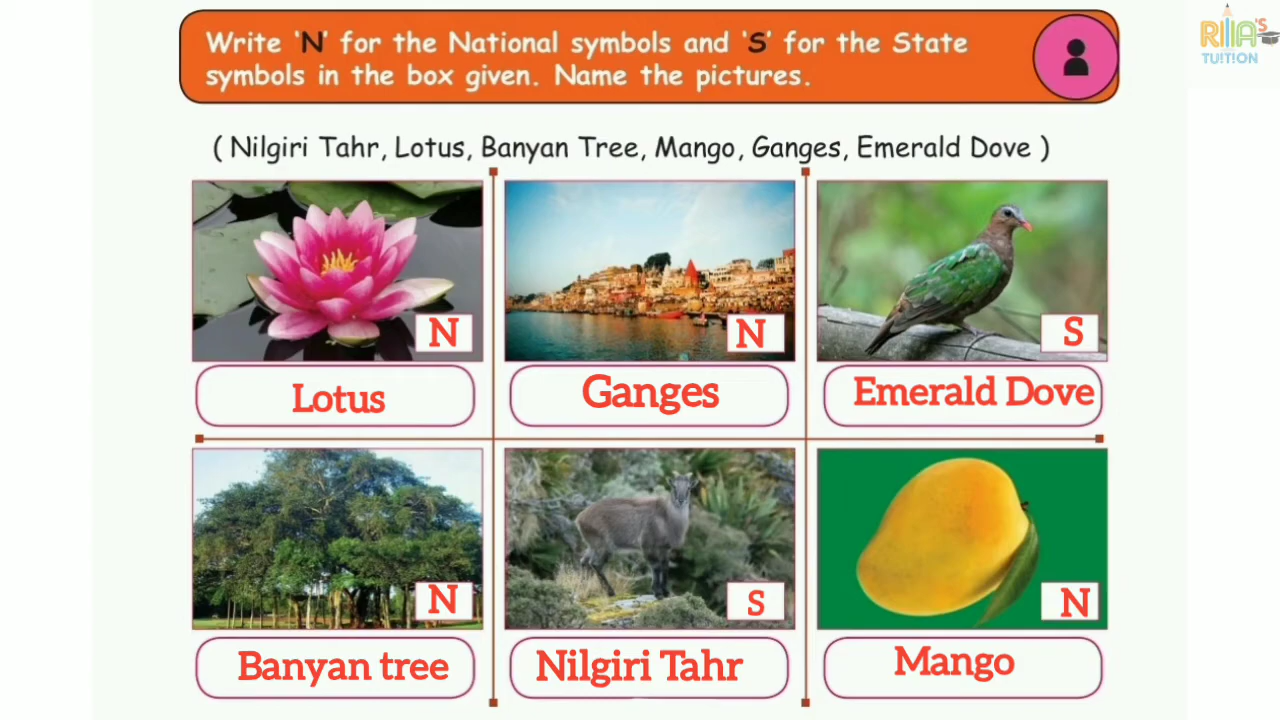 RIIA'S
TUITION
Write 'N' for the National symbols and 'S' for the State
symbols in the box given. Name the pictures.
( Nilgiri Tahr, Lotus, Banyan Tree, Mango, Ganges, Emerald Dove )
N
N
S
Lotus
Ganges
Emerald Dove
N
S
N
Banyan tree
Nilgiri Tahr
Mango